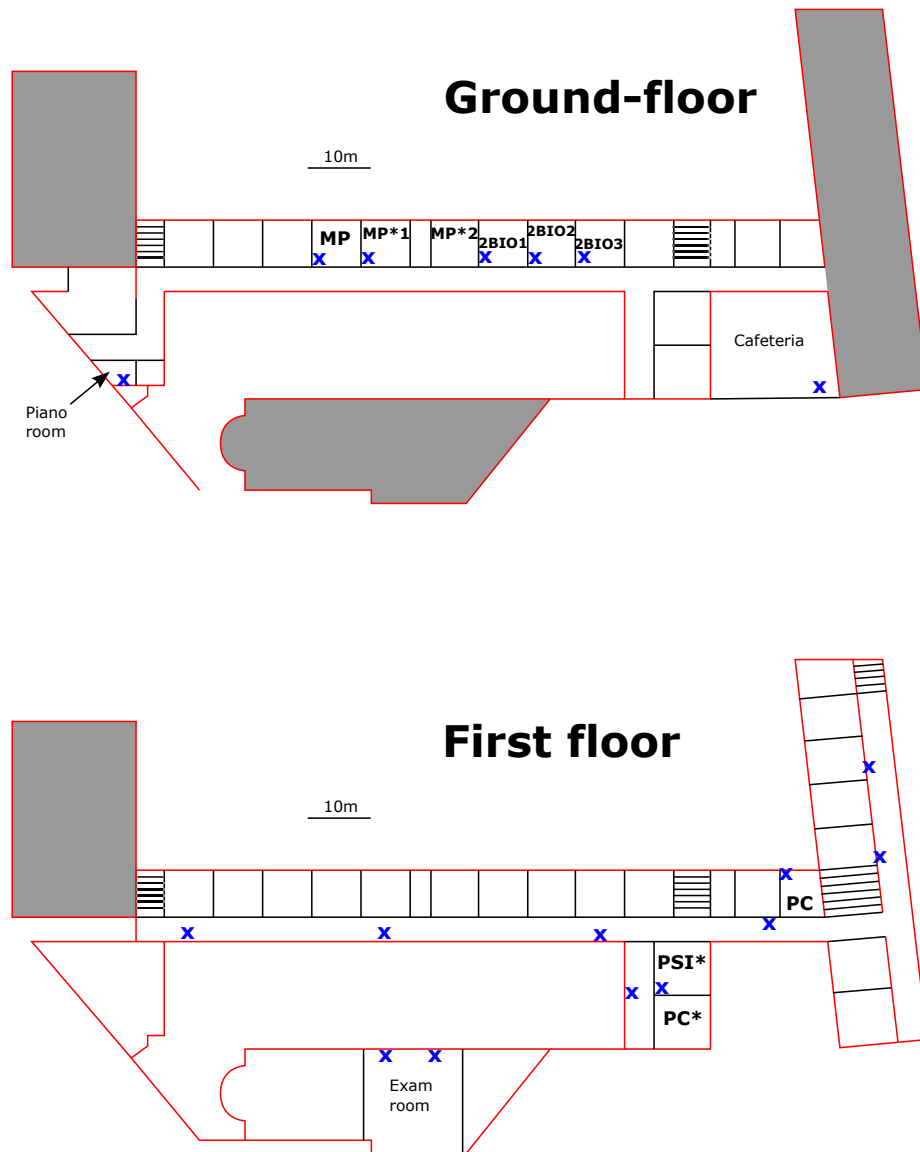 Ground-floor
10m
MP
MP*1
MP*2
2BIO1
2BIO2
2BIO3
x
x
x
x
x
Cafeteria
x
x
Piano
room
First floor
10m
x
x
x
PC
x
x
x
x
x
PSI*
x
x
PC*
x
x
Exam
room